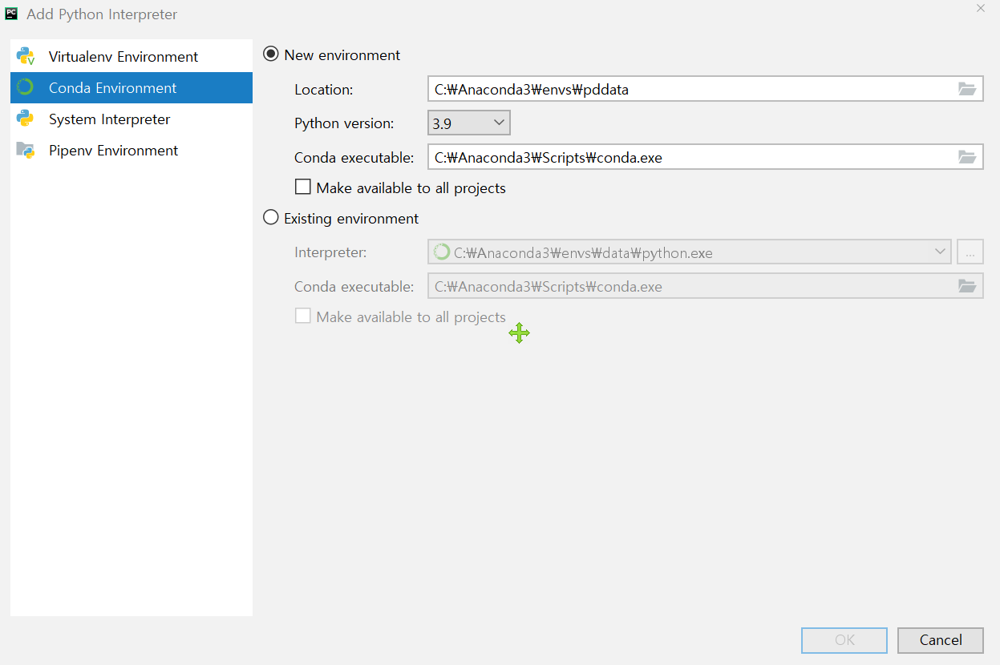 PC Add Python Interpreter
Virtualenv Environment
Conda Environment
System Interpreter
Pipenv Environment
New environment
Location: C:₩Anaconda3₩envs₩pddata
Python version: 3.9
Conda executable: C:₩Anaconda3₩Scripts₩conda.exe
Make available to all projects
Existing environment
Interpreter: C:₩Anaconda3₩envs₩data₩python.exe ...
Conda executable: C:₩Anaconda3₩Scripts₩conda.exe
Make available to all projects
OK Cancel